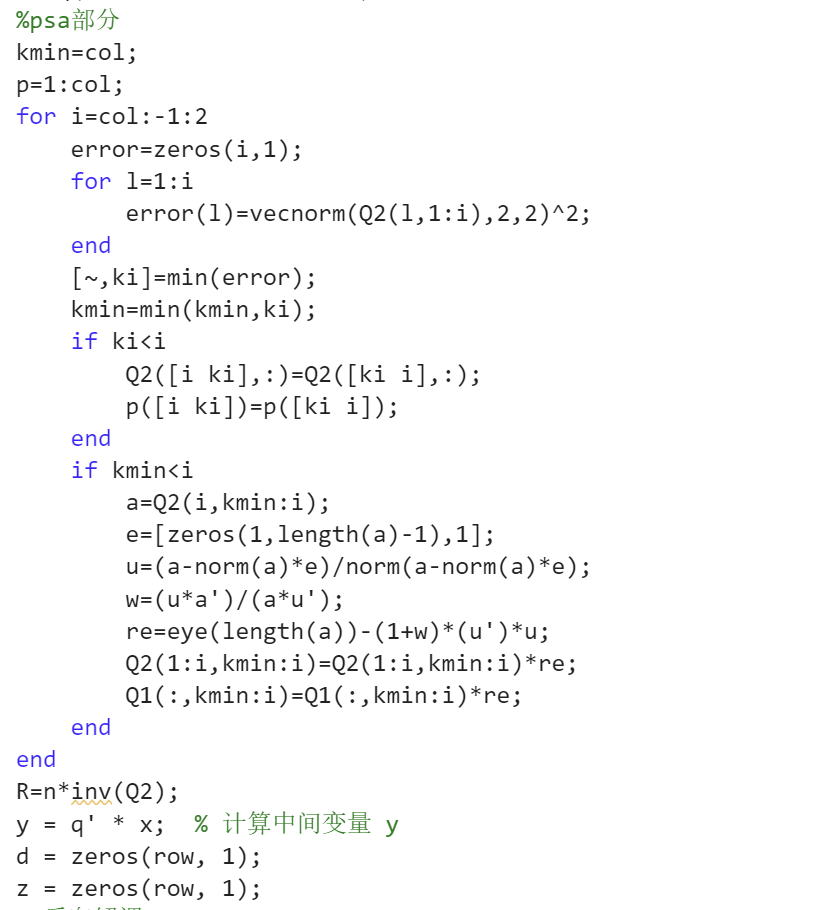 %psa部分
kmin=col;
p=1:col;
for i=col:-1:2
    error=zeros(i,1);
    for l=1:i
        error(l)=vecnorm(Q2(l,1:i),2,2)^2;
    end
    [~,ki]=min(error);
    kmin=min(kmin,ki);
    if ki<i
        Q2([i ki],:)=Q2([ki i],:);
        p([i ki])=p([ki i]);
    end
    if kmin<i
        a=Q2(i,kmin:i);
        e=[zeros(1,length(a)-1),1];
        u=(a-norm(a)*e)/norm(a-norm(a)*e);
        w=(u*a')/(a*u');
        re=eye(length(a))-(1+w)*(u')*u;
        Q2(1:i,kmin:i)=Q2(1:i,kmin:i)*re;
        Q1(:,kmin:i)=Q1(:,kmin:i)*re;
    end
end
R=n*inv(Q2);
y = q' * x;  % 计算中间变量 y
d = zeros(row, 1);
z = zeros(row, 1);